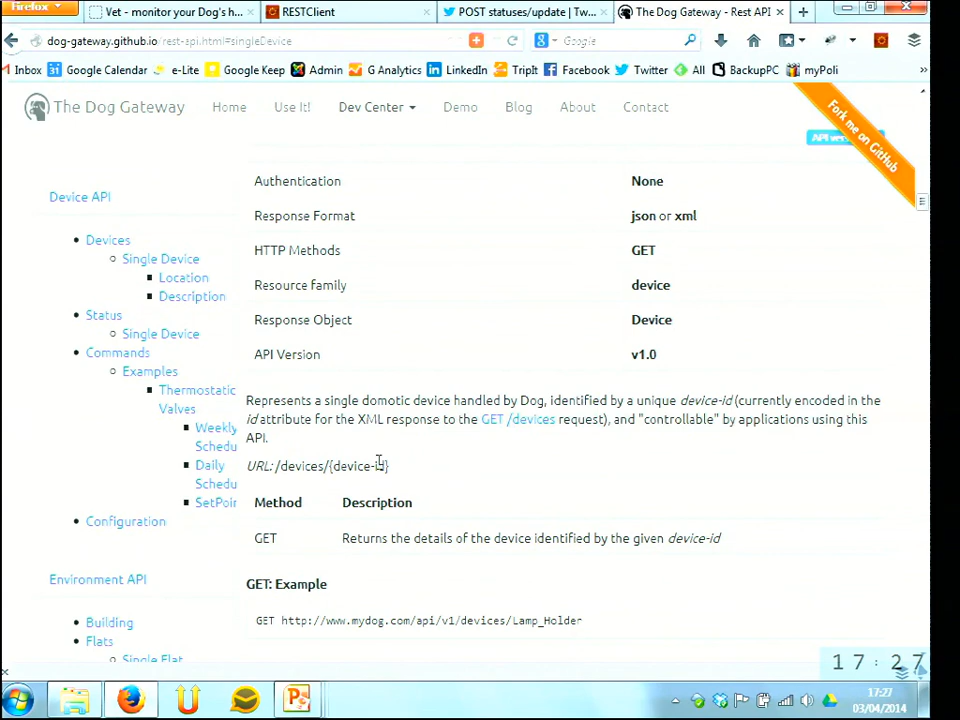 Firefox
Vet - monitor your Dog's h...
RESTClient
POST statuses/update | Tw...
The Dog Gateway - Rest API
dog-gateway.github.io/rest-api.html=singleDevice
Google
Inbox
Google Calendar
e-Lite
Google Keep
Admin
G Analytics
LinkedIn
TripIt
Facebook
Twitter
All
BackupPC
myPoli
The Dog Gateway
Home
Use It!
Dev Center
Demo
Blog
About
Contact
Fork me on GitHub
Device API
Devices
Single Device
Location
Description
Status
Single Device
Commands
Examples
Thermostatic
Valves
Weekly
Schedu
Daily
Schedu
SetPoin
Configuration
Environment API
Building
Flats
Single Flat
Authentication None
Response Format json or xml
HTTP Methods GET
Resource family device
Response Object Device
API Version v1.0
Represents a single domotic device handled by Dog, identified by a unique device-id (currently encoded in the
id attribute for the XML response to the GET /devices request), and "controllable" by applications using this
API.
URL: /devices/{device-id}
Method Description
GET Returns the details of the device identified by the given device-id
GET: Example
GET http://www.mydog.com/api/v1/devices/Lamp_Holder
17:27
17:27
03/04/2014